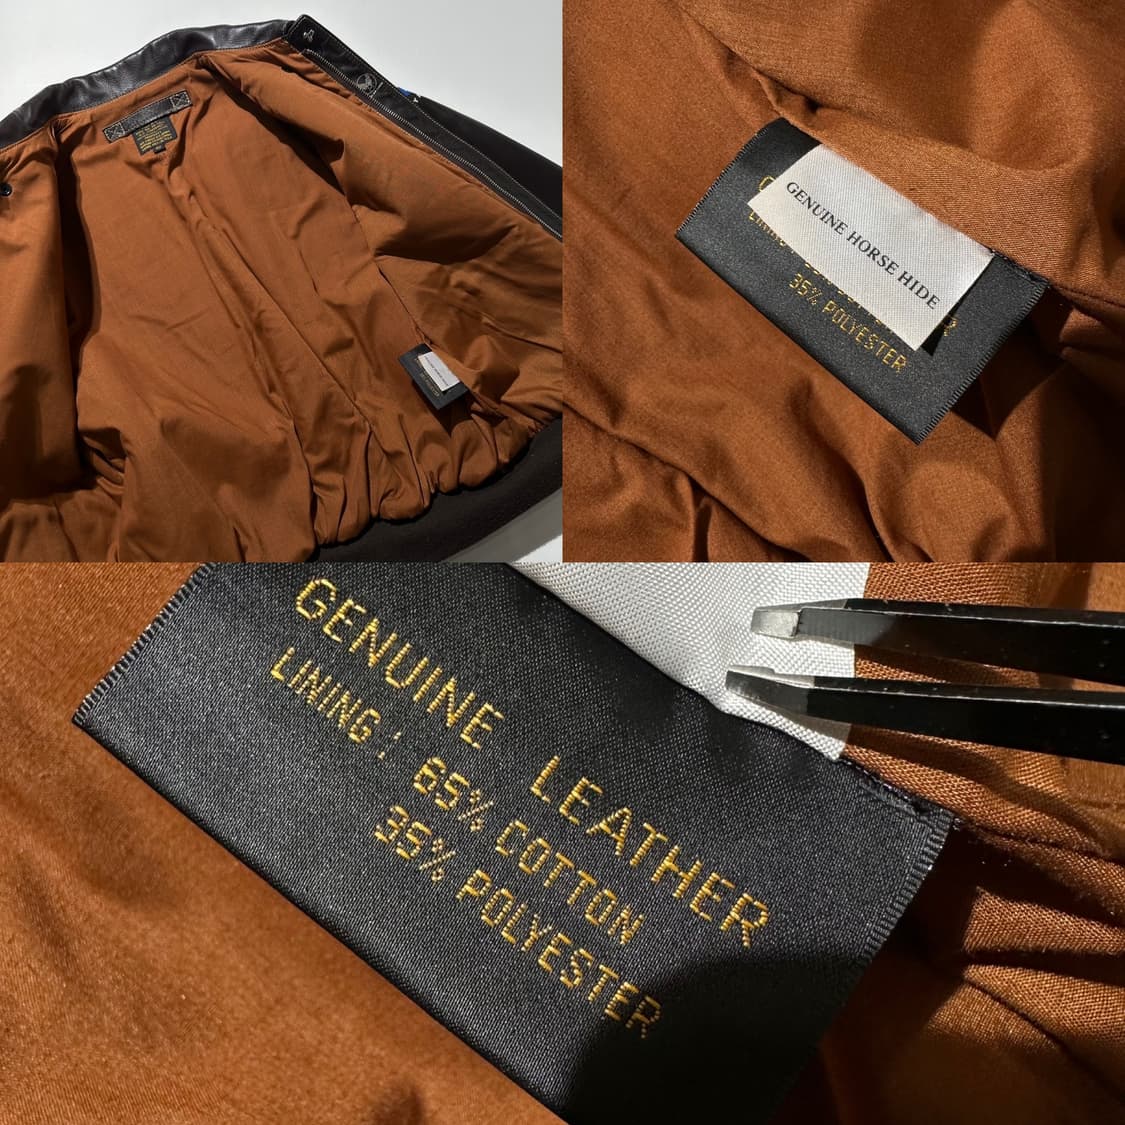 GENUINE HORSE HIDE
35% POLYESTER
GENUINE LEATHER
LINING : 65% COTTON
35% POLYESTER